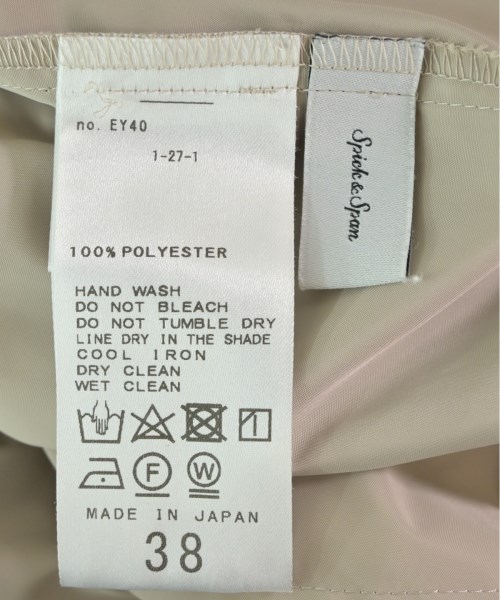 no. EY40
1-27-1
100% POLYESTER
HAND WASH
DO NOT BLEACH
DO NOT TUMBLE DRY
LINE DRY IN THE SHADE
COOL IRON
DRY CLEAN
WET CLEAN
F
W
MADE IN JAPAN
38
Spick&Span